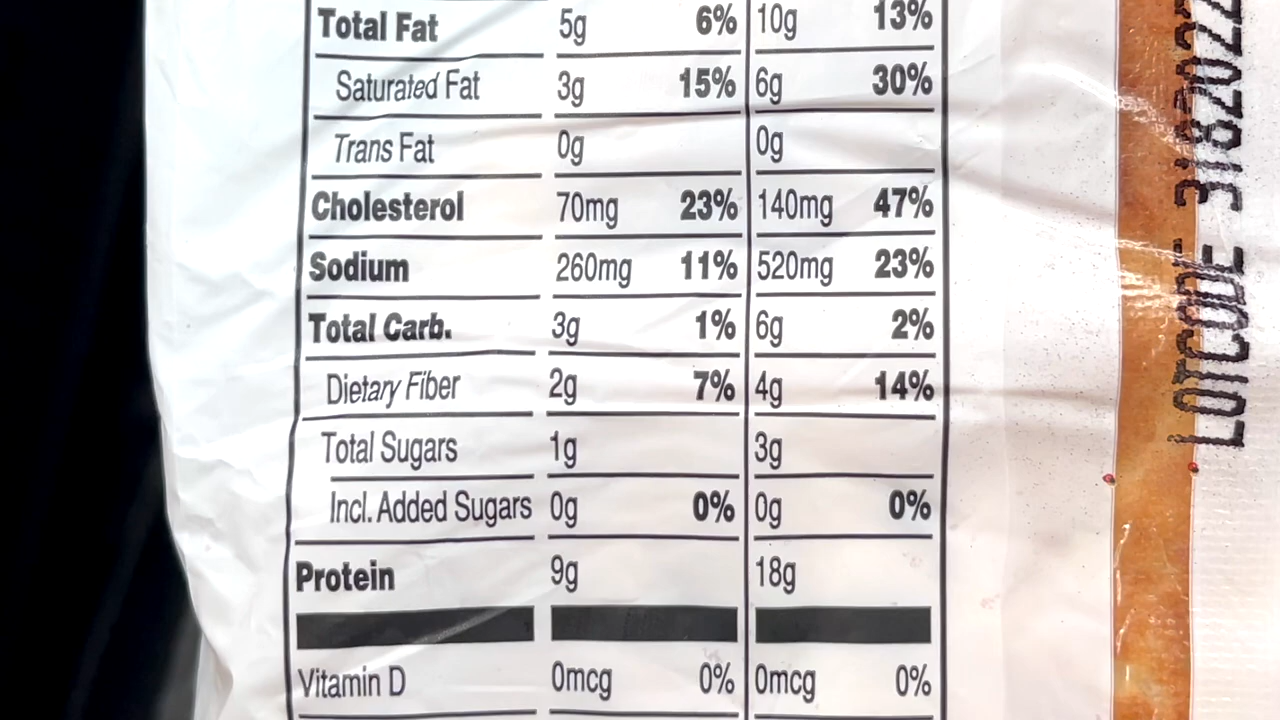 Total Fat 5g 6% 10g 13%
Saturated Fat 3g 15% 6g 30%
Trans Fat 0g 0g
Cholesterol 70mg 23% 140mg 47%
Sodium 260mg 11% 520mg 23%
Total Carb. 3g 1% 6g 2%
Dietary Fiber 2g 7% 4g 14%
Total Sugars 1g 3g
Incl. Added Sugars 0g 0% 0g 0%
Protein 9g 18g
Vitamin D 0mcg 0% 0mcg 0%
LOTCODE